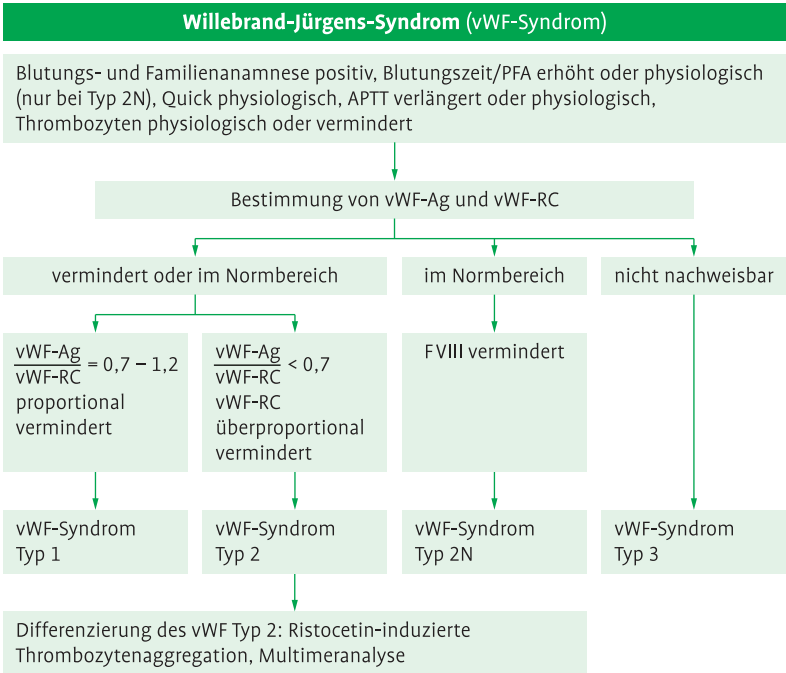 Willebrand-Jürgens-Syndrom (vWF-Syndrom)
Blutungs- und Familienanamnese positiv, Blutungszeit/PFA erhöht oder physiologisch
(nur bei Typ 2N), Quick physiologisch, APTT verlängert oder physiologisch,
Thrombozyten physiologisch oder vermindert
Bestimmung von vWF-Ag und vWF-RC
vermindert oder im Normbereich
im Normbereich
nicht nachweisbar
vWF-Ag
vWF-RC = 0,7 – 1,2
proportional
vermindert
vWF-Ag
vWF-RC < 0,7
vWF-RC
überproportional
vermindert
F VIII vermindert
vWF-Syndrom
Typ 1
vWF-Syndrom
Typ 2
vWF-Syndrom
Typ 2N
vWF-Syndrom
Typ 3
Differenzierung des vWF Typ 2: Ristocetin-induzierte
Thrombozytenaggregation, Multimeranalyse